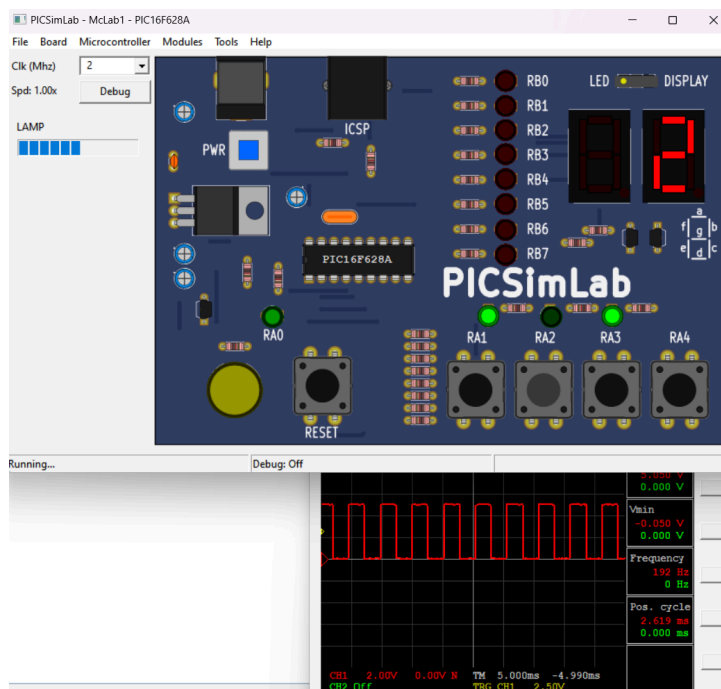 PICSimLab - McLab1 - PIC16F628A
File Board Microcontroller Modules Tools Help
Clk (Mhz) 2
Spd: 1.00x Debug
LAMP
ICSP
PWR
PIC16F628A
RB0
RB1
RB2
RB3
RB4
RB5
RB6
RB7
LED DISPLAY
2
a
f g b
e d c
PICSimLab
RA0
RA1 RA2 RA3 RA4
RESET
Running... Debug: Off
5.050 V
0.000 V
Vmin
-0.050 V
0.000 V
Frequency
192 Hz
0 Hz
Pos. cycle
2.619 ms
0.000 ms
CH1 2.00V 0.00V N TM 5.000ms -4.990ms
CH2 Off TRG CH1 2.50V